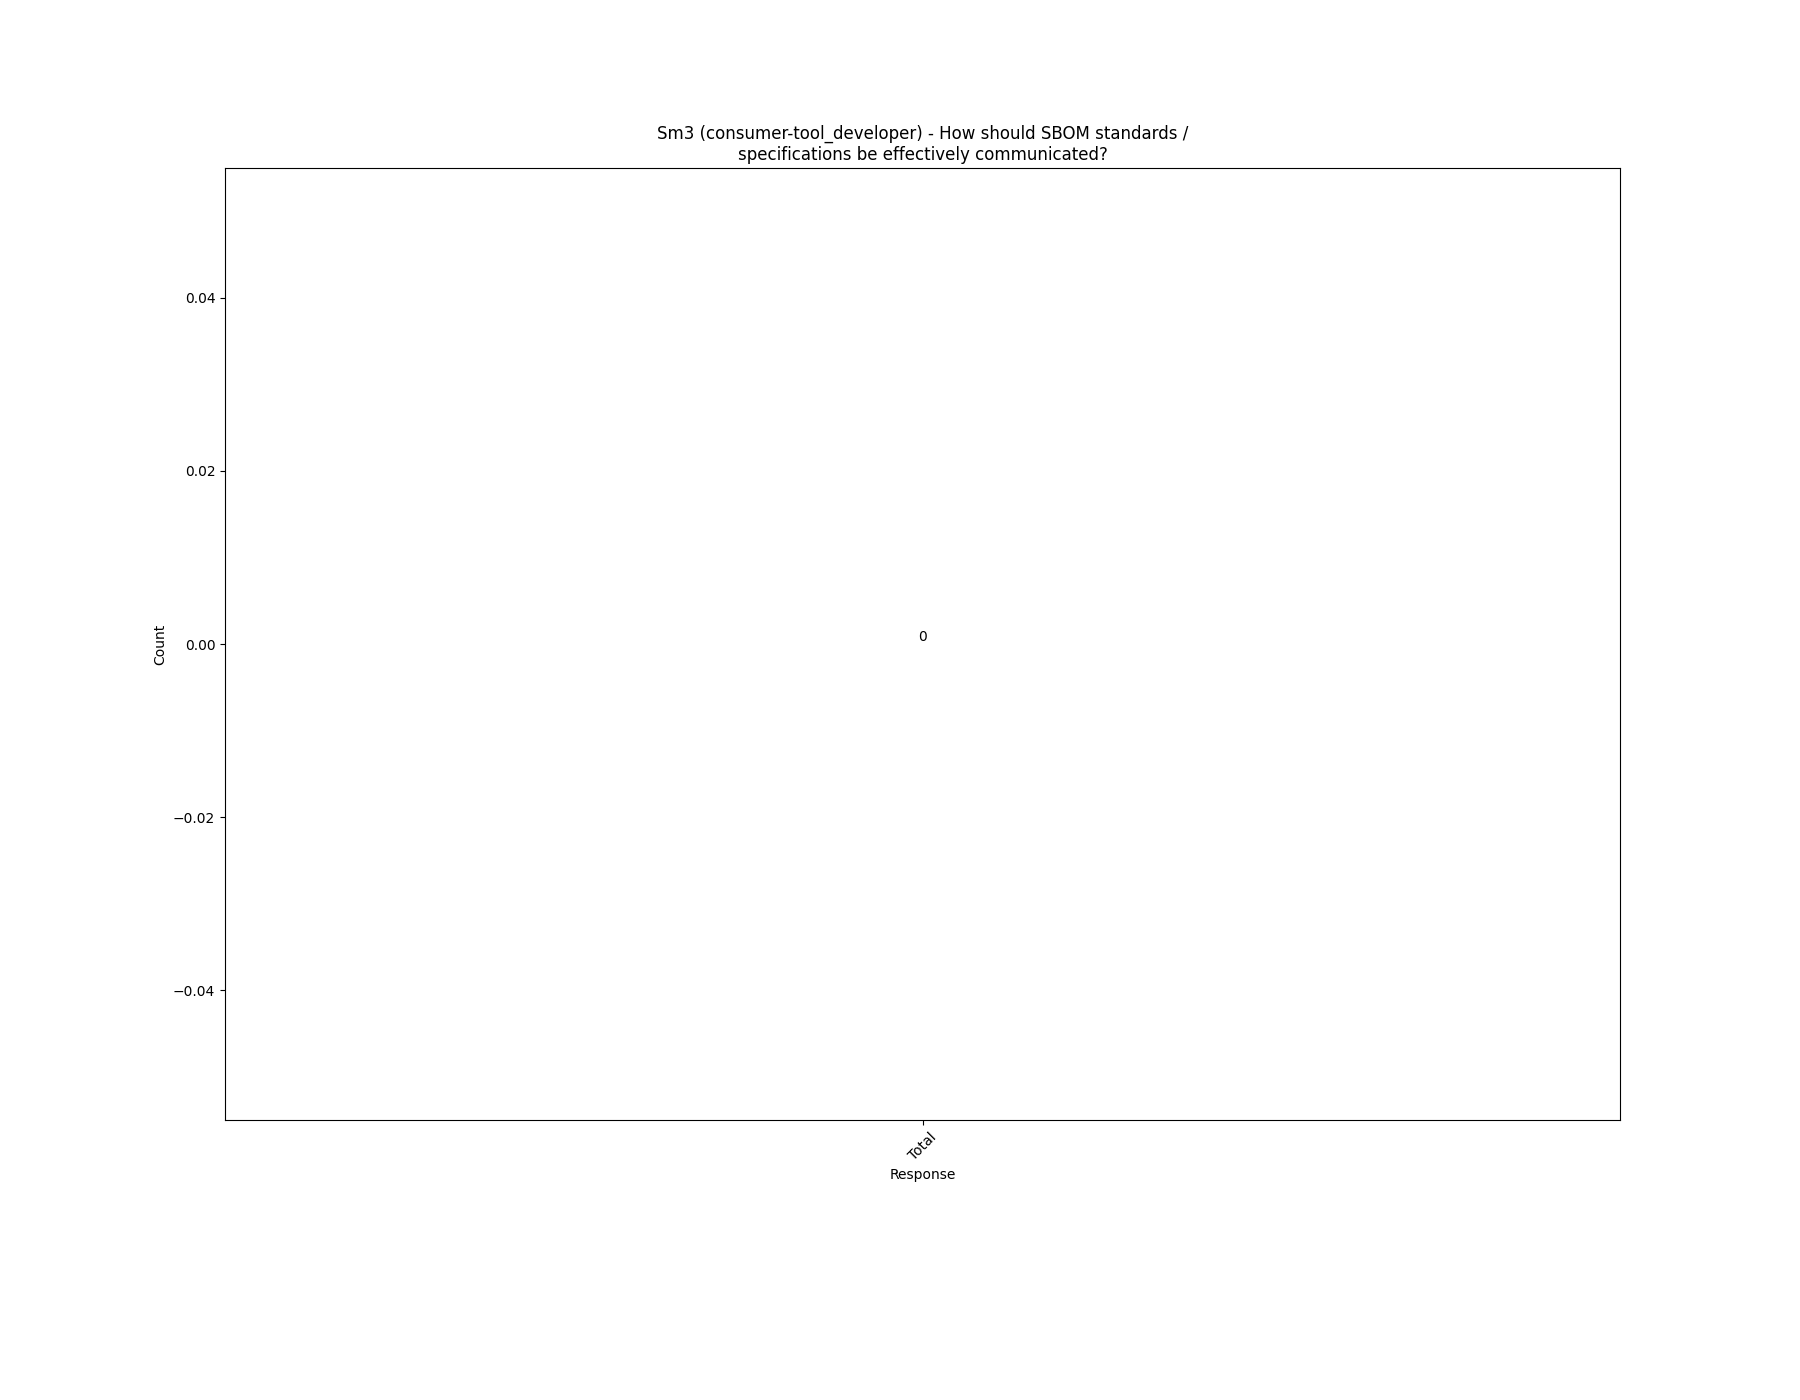 Sm3 (consumer-tool_developer) - How should SBOM standards /
specifications be effectively communicated?
0.04
0.02
0.00
−0.02
−0.04
Count
0
Total
Response